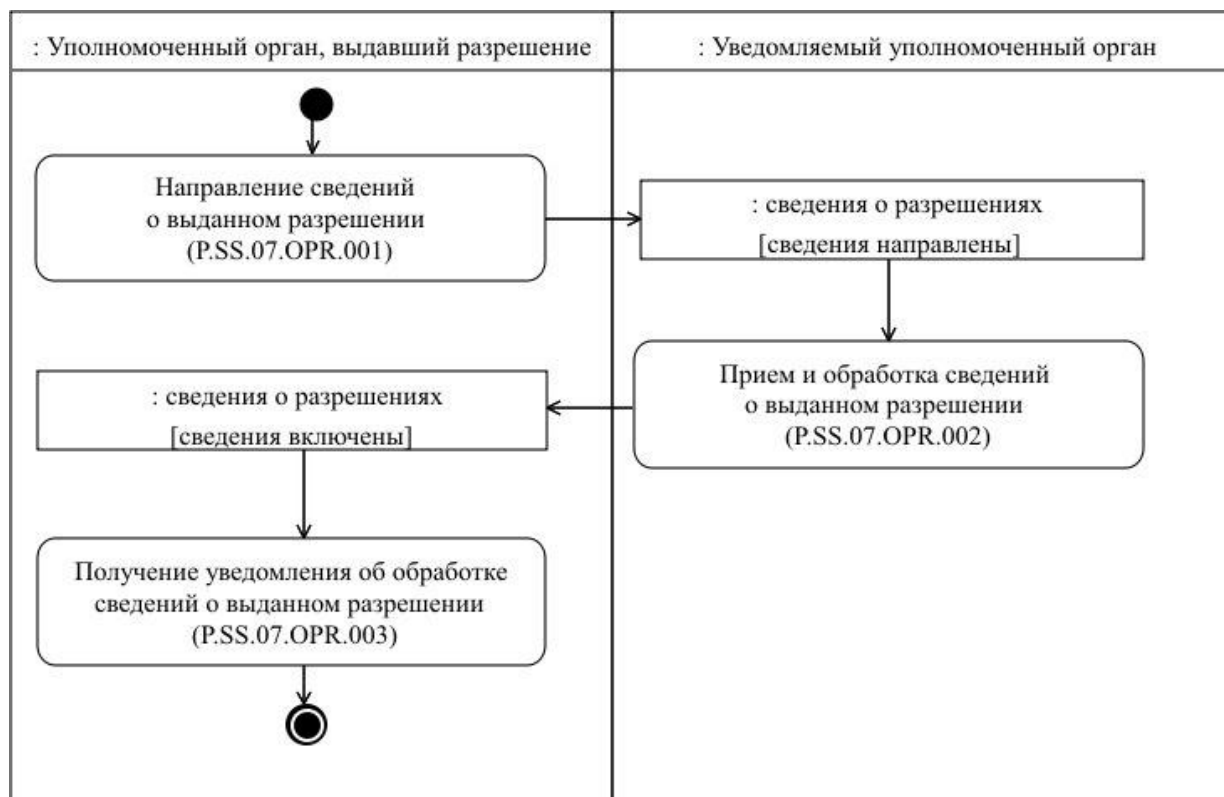 : Уполномоченный орган, выдавший разрешение
: Уведомляемый уполномоченный орган
Направление сведений
о выданном разрешении
(P.SS.07.OPR.001)
: сведения о разрешениях
[сведения направлены]
Прием и обработка сведений
о выданном разрешении
(P.SS.07.OPR.002)
: сведения о разрешениях
[сведения включены]
Получение уведомления об обработке
сведений о выданном разрешении
(P.SS.07.OPR.003)